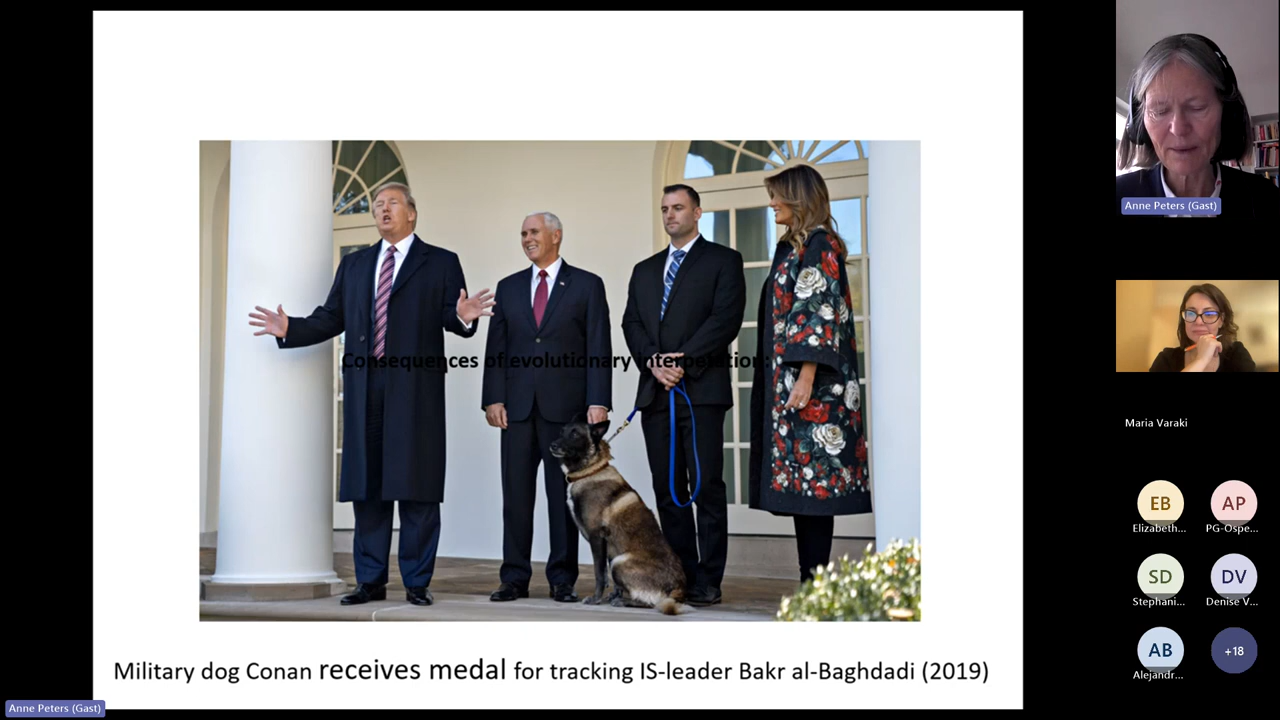 Consequences of evolutionary interpetation:
Military dog Conan receives medal for tracking IS-leader Bakr al-Baghdadi (2019)
Anne Peters (Gast)
Anne Peters (Gast)
Maria Varaki
EB
AP
Elizabeth...
PG-Ospe...
SD
DV
Stephani...
Denise V...
AB
+18
Alejandr...